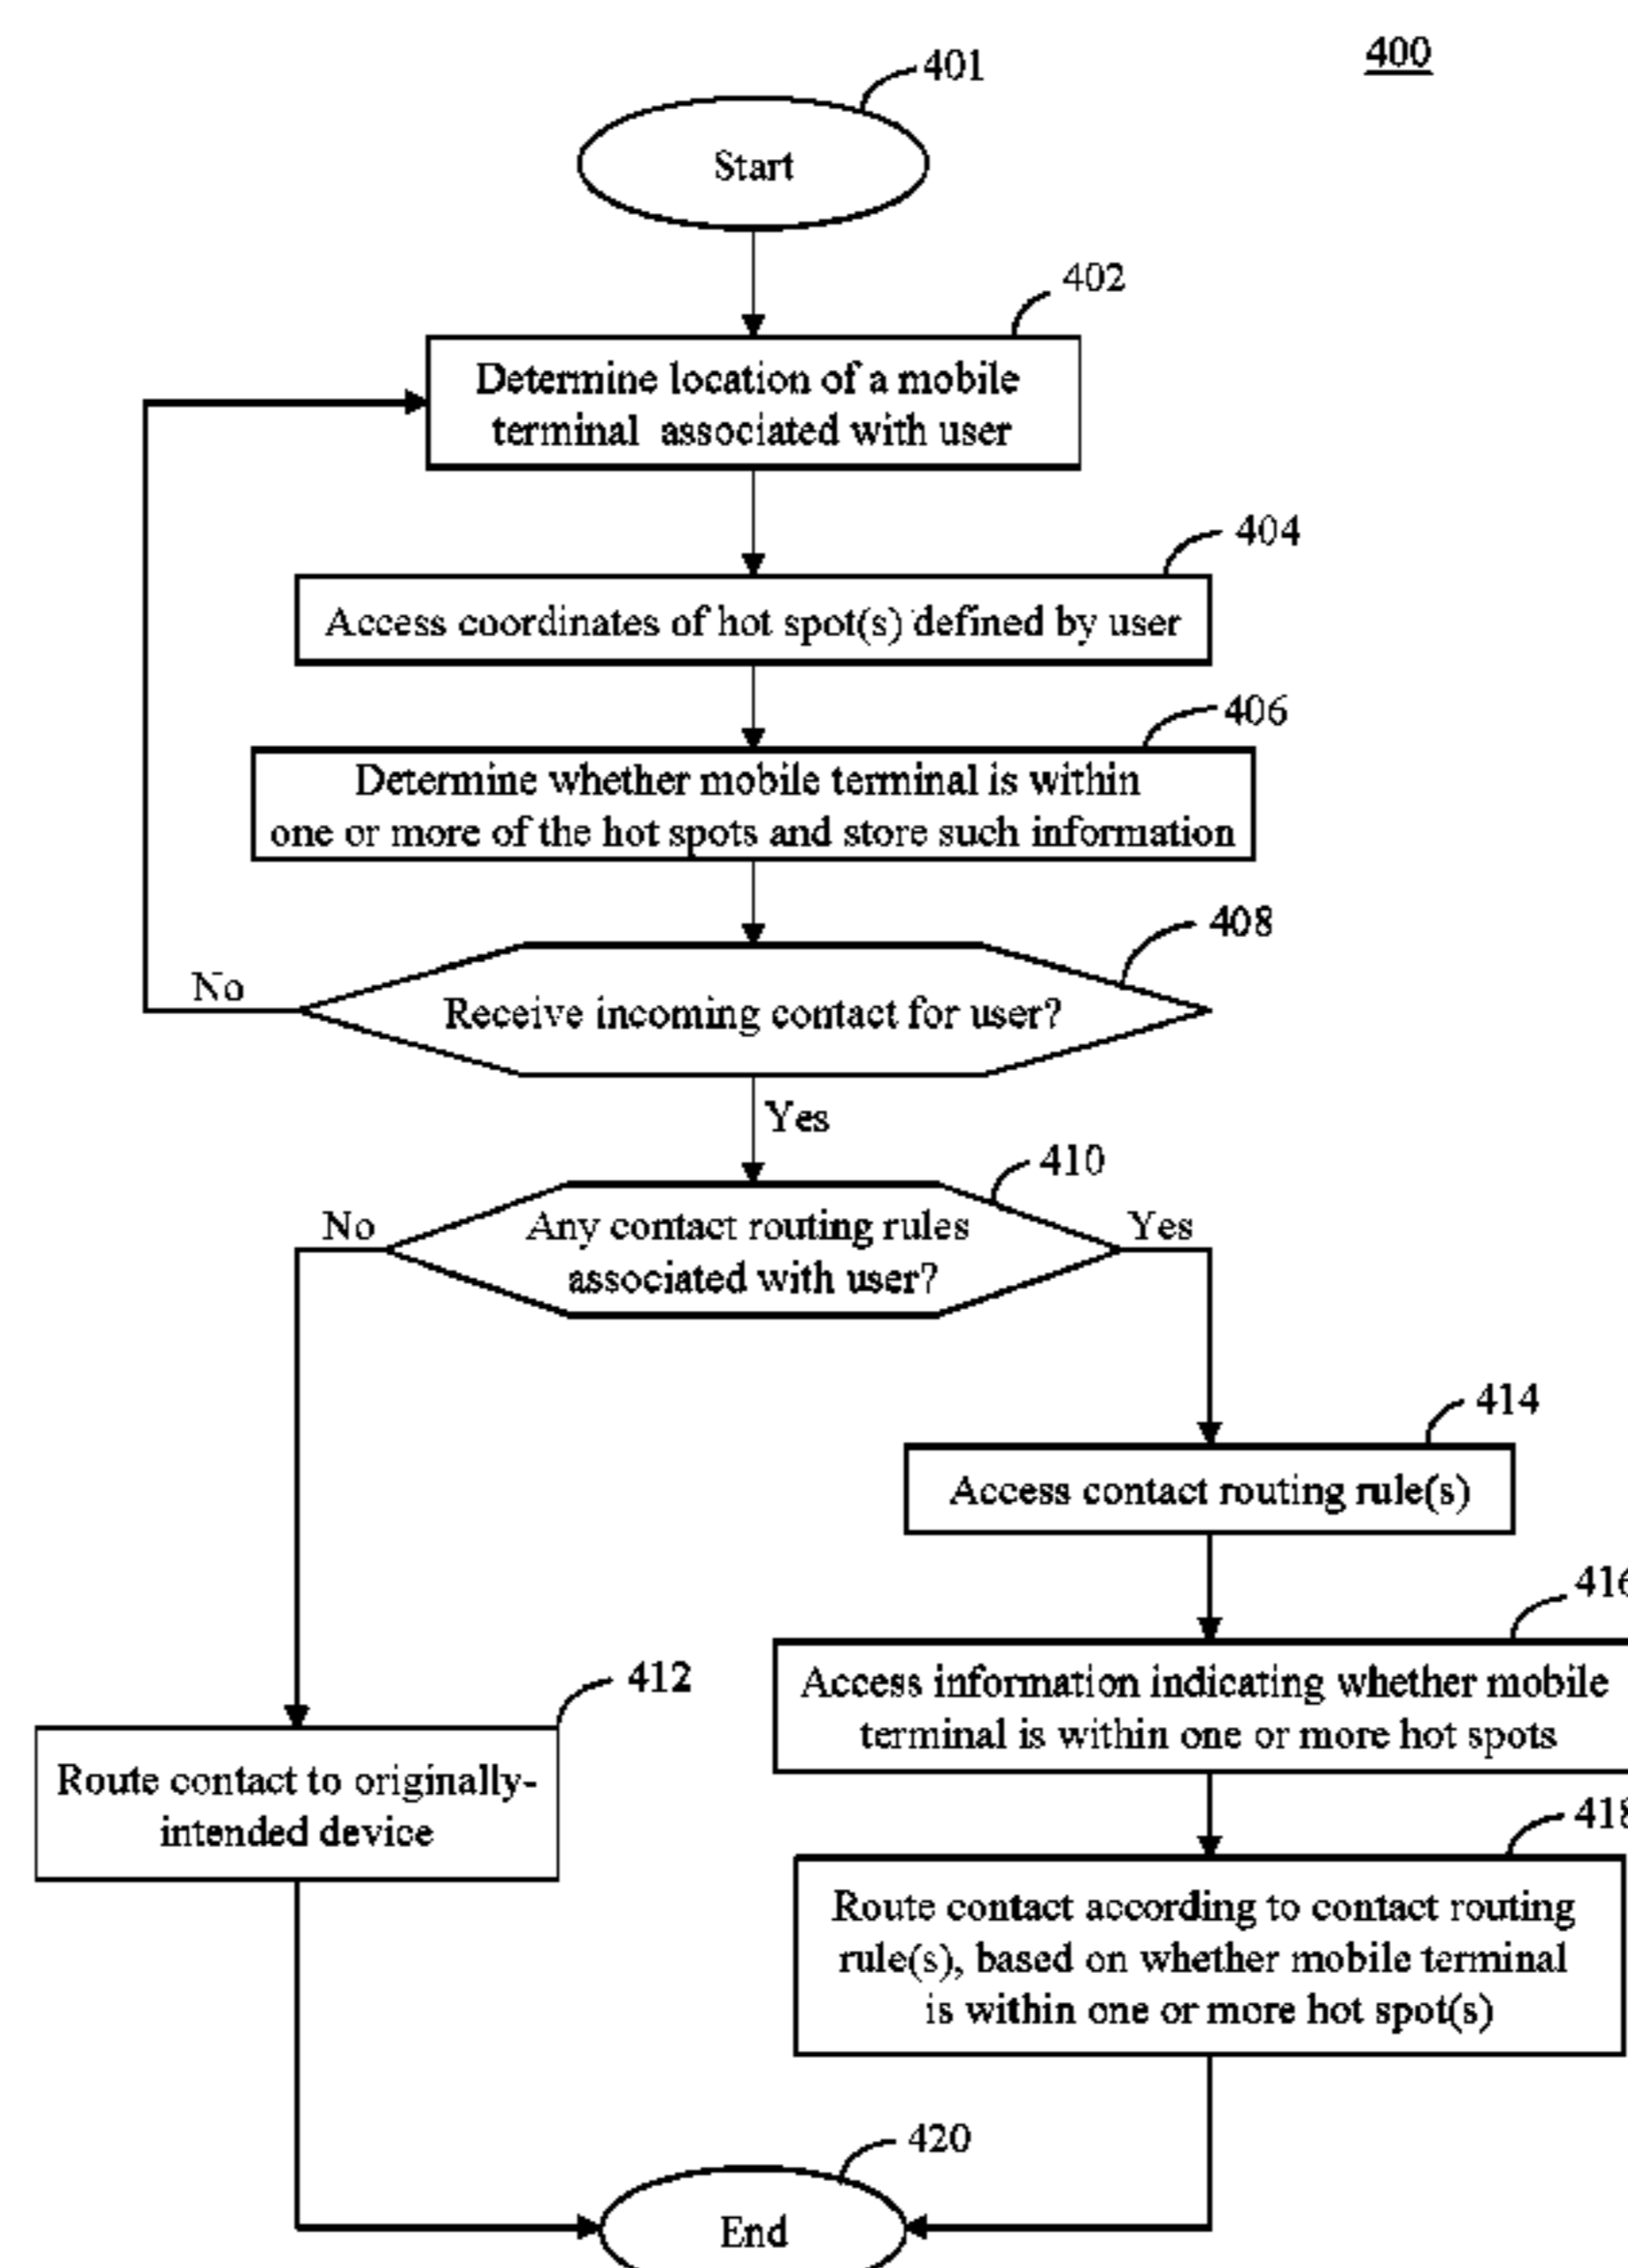 400
401
Start
402
Determine location of a mobile
terminal associated with user
404
Access coordinates of hot spot(s) defined by user
406
Determine whether mobile terminal is within
one or more of the hot spots and store such information
408
Receive incoming contact for user?
No
Yes
410
Any contact routing rules
associated with user?
No
Yes
414
Access contact routing rule(s)
416
Access information indicating whether mobile
terminal is within one or more hot spots
412
Route contact to originally-
intended device
418
Route contact according to contact routing
rule(s), based on whether mobile terminal
is within one or more hot spot(s)
420
End